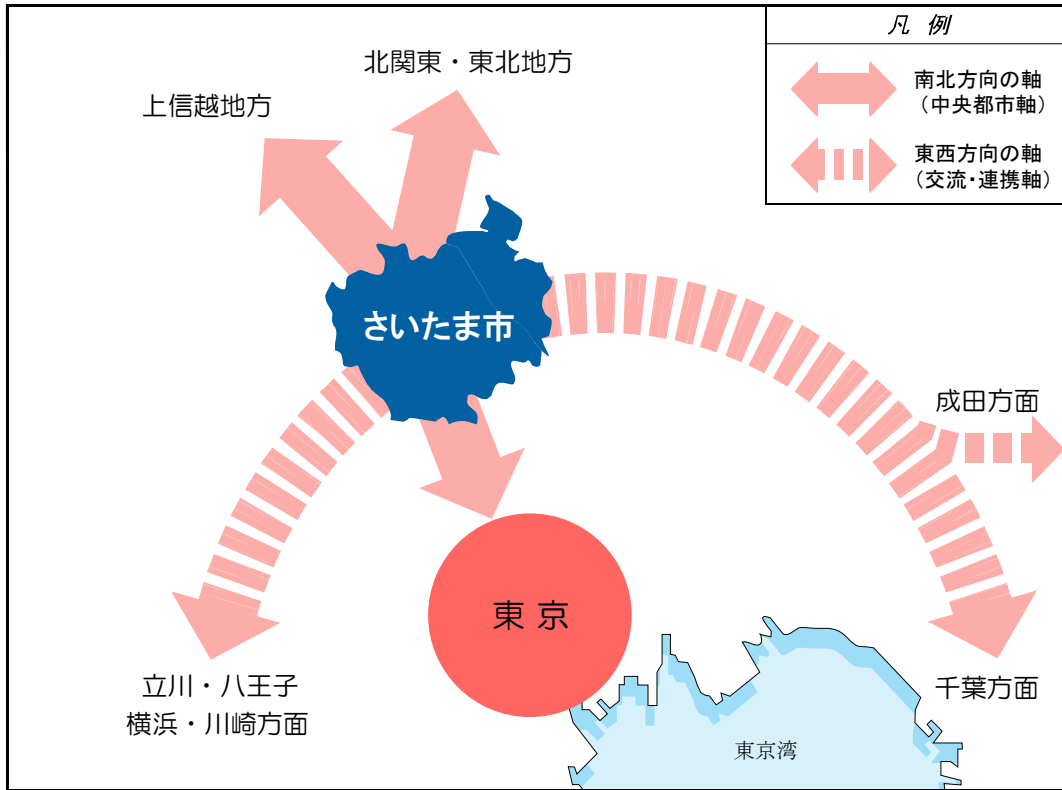 凡 例
南北方向の軸
（中央都市軸）
東西方向の軸
（交流・連携軸）
北関東・東北地方
上信越地方
さいたま市
成田方面
東 京
立川・八王子
横浜・川崎方面
千葉方面
東京湾